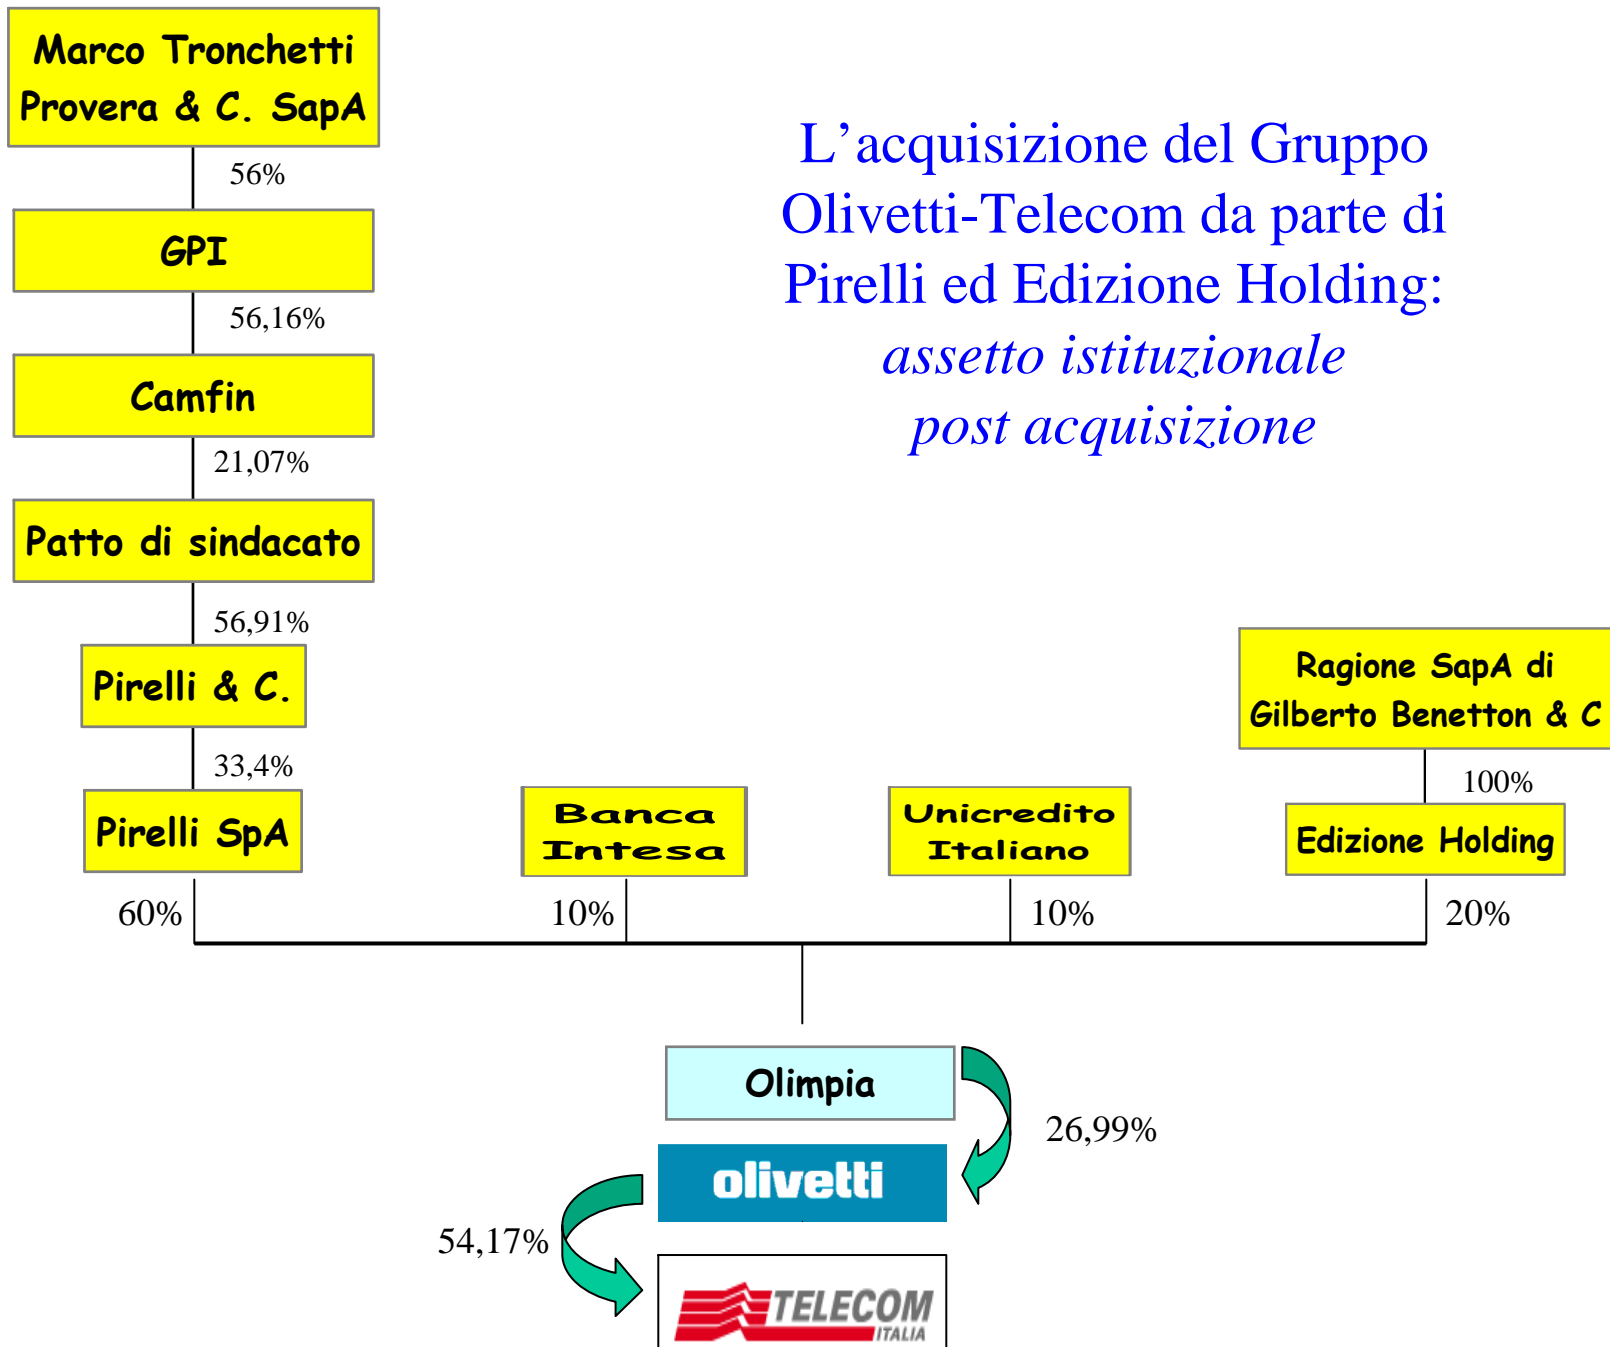 Marco Tronchetti
Provera & C. SapA
56%
GPI
56,16%
Camfin
21,07%
Patto di sindacato
56,91%
Pirelli & C.
33,4%
Pirelli SpA
60%
L’acquisizione del Gruppo
Olivetti-Telecom da parte di
Pirelli ed Edizione Holding:
assetto istituzionale
post acquisizione
Banca
Intesa
10%
Unicredito
Italiano
10%
Ragione SapA di
Gilberto Benetton & C
100%
Edizione Holding
20%
Olimpia
26,99%
olivetti
54,17%
TELECOM
ITALIA